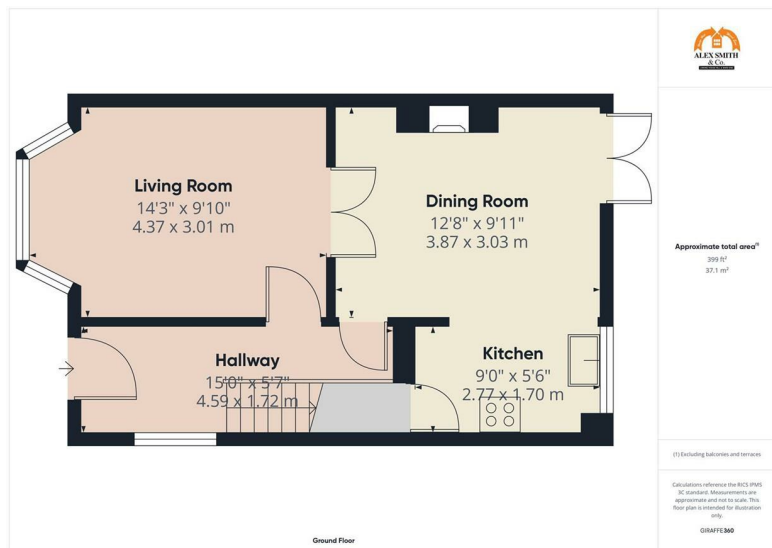 ALEX SMITH
& Co.
Living Room
14'3" x 9'10"
4.37 x 3.01 m
Dining Room
12'8" x 9'11"
3.87 x 3.03 m
Hallway
15'0" x 5'7"
4.59 x 1.72 m
Kitchen
9'0" x 5'6"
2.77 x 1.70 m
Ground Floor
Approximate total area⁽¹⁾
399 ft²
37.1 m²
(1) Excluding balconies and terraces
Calculations reference the RICS IPMS
3C standard. Measurements are
approximate and not to scale. This
floor plan is intended for illustration
only.
GIRAFFE360